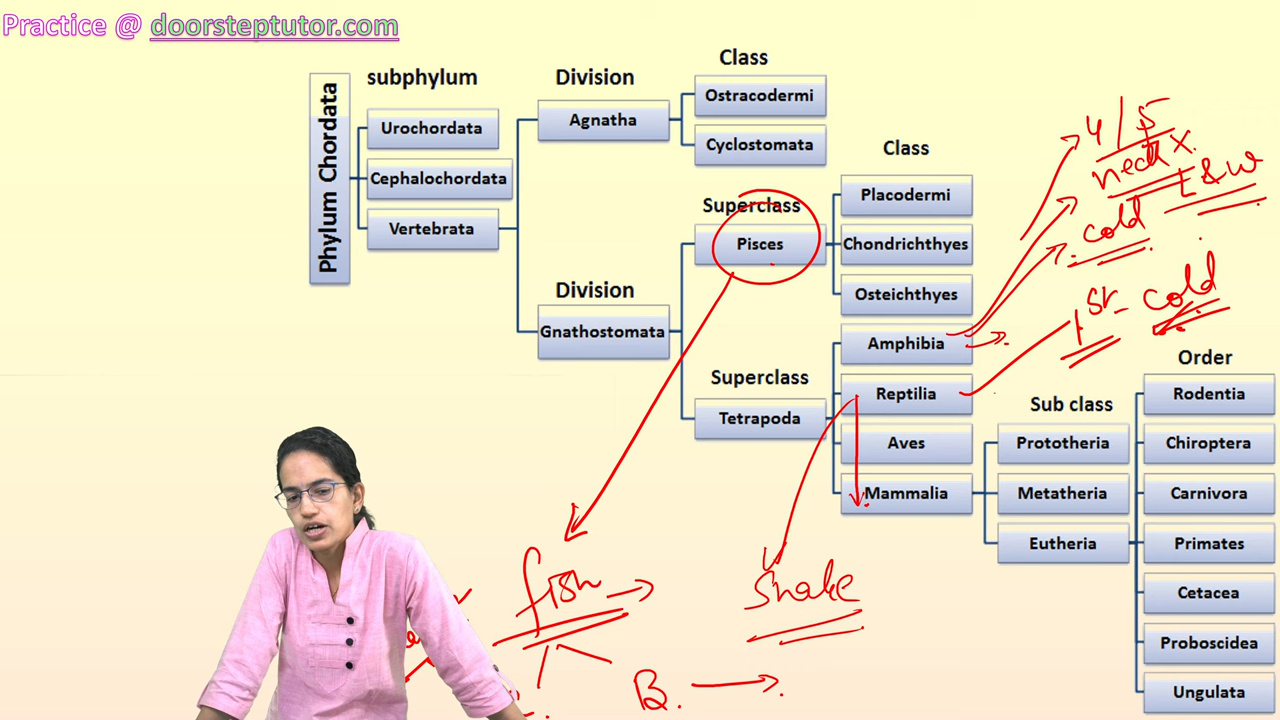 Practice @ doorsteptutor.com
Phylum Chordata
subphylum
Urochordata
Cephalochordata
Vertebrata
Division
Agnatha
Division
Gnathostomata
Class
Ostracodermi
Cyclostomata
Superclass
Pisces
Superclass
Tetrapoda
Class
Placodermi
Chondrichthyes
Osteichthyes
Amphibia
Reptilia
Aves
Mammalia
Sub class
Prototheria
Metatheria
Eutheria
Order
Rodentia
Chiroptera
Carnivora
Primates
Cetacea
Proboscidea
Ungulata
4/5
neck x.
L & W
cold
1st - cold
fish
snake
B.